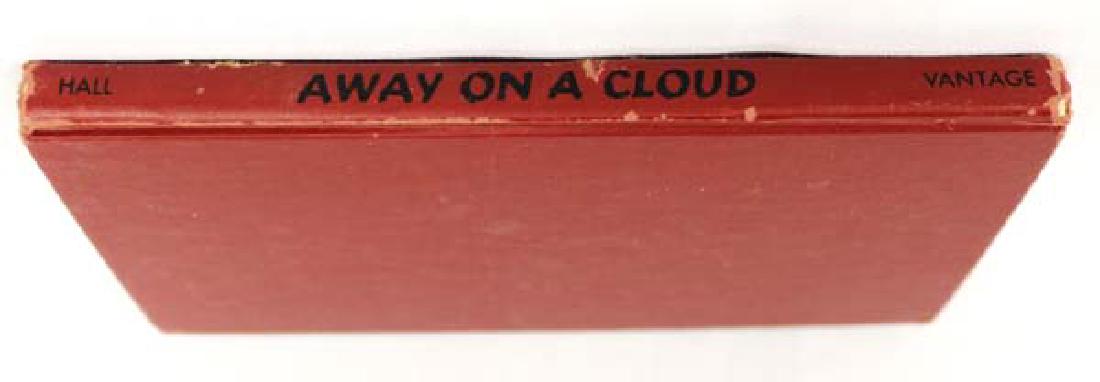 HALL AWAY ON A CLOUD VANTAGE